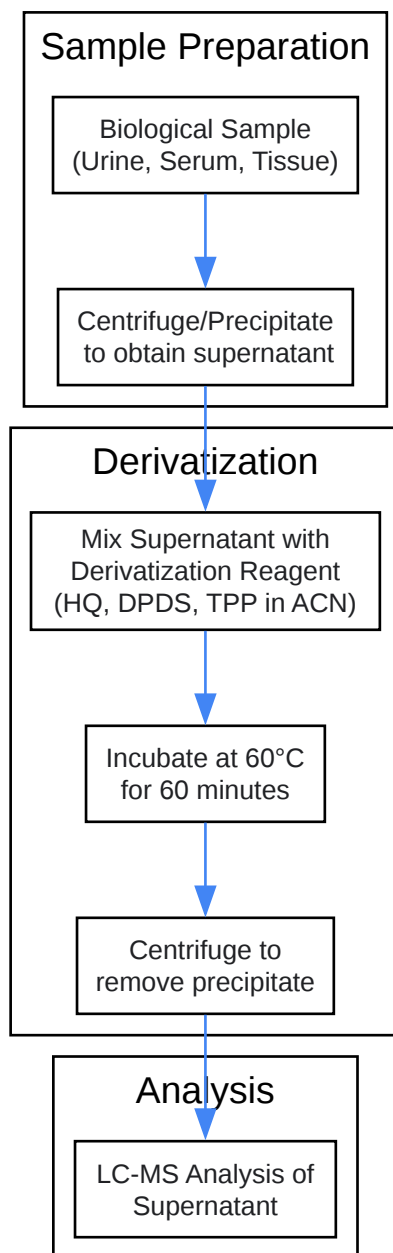 Sample Preparation
Biological Sample
(Urine, Serum, Tissue)
Centrifuge/Precipitate
to obtain supernatant
Derivatization
Mix Supernatant with
Derivatization Reagent
(HQ, DPDS, TPP in ACN)
Incubate at 60°C
for 60 minutes
Centrifuge to
remove precipitate
Analysis
LC-MS Analysis of
Supernatant